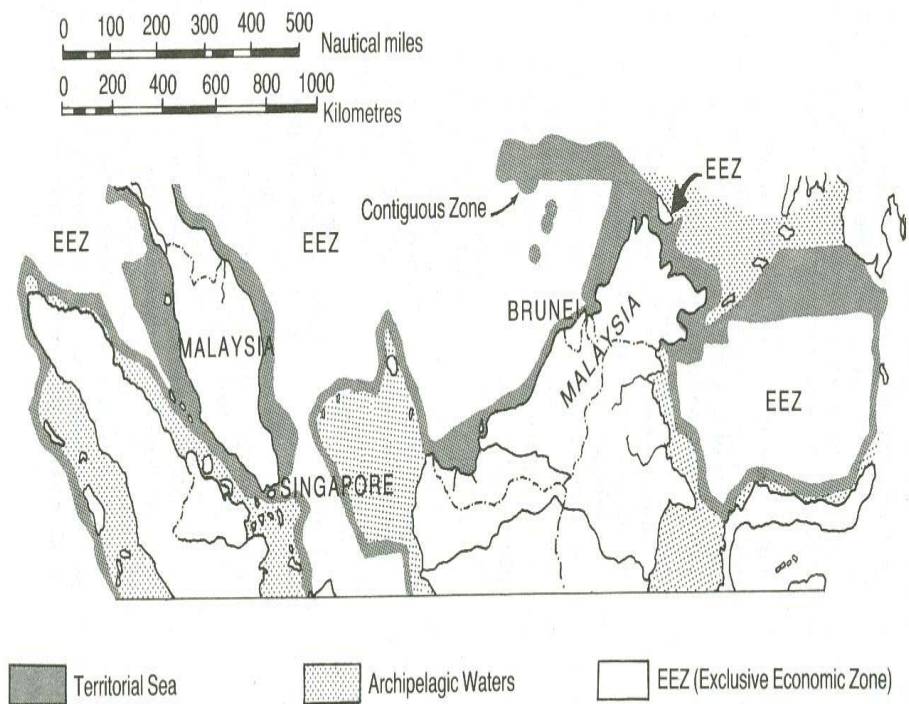 0 100 200 300 400 500
Nautical miles
0 200 400 600 800 1000
Kilometres
EEZ
Contiguous Zone
EEZ
EEZ
BRUNEI
MALAYSIA
MALAYSIA
EEZ
SINGAPORE
Territorial Sea
Archipelagic Waters
EEZ (Exclusive Economic Zone)